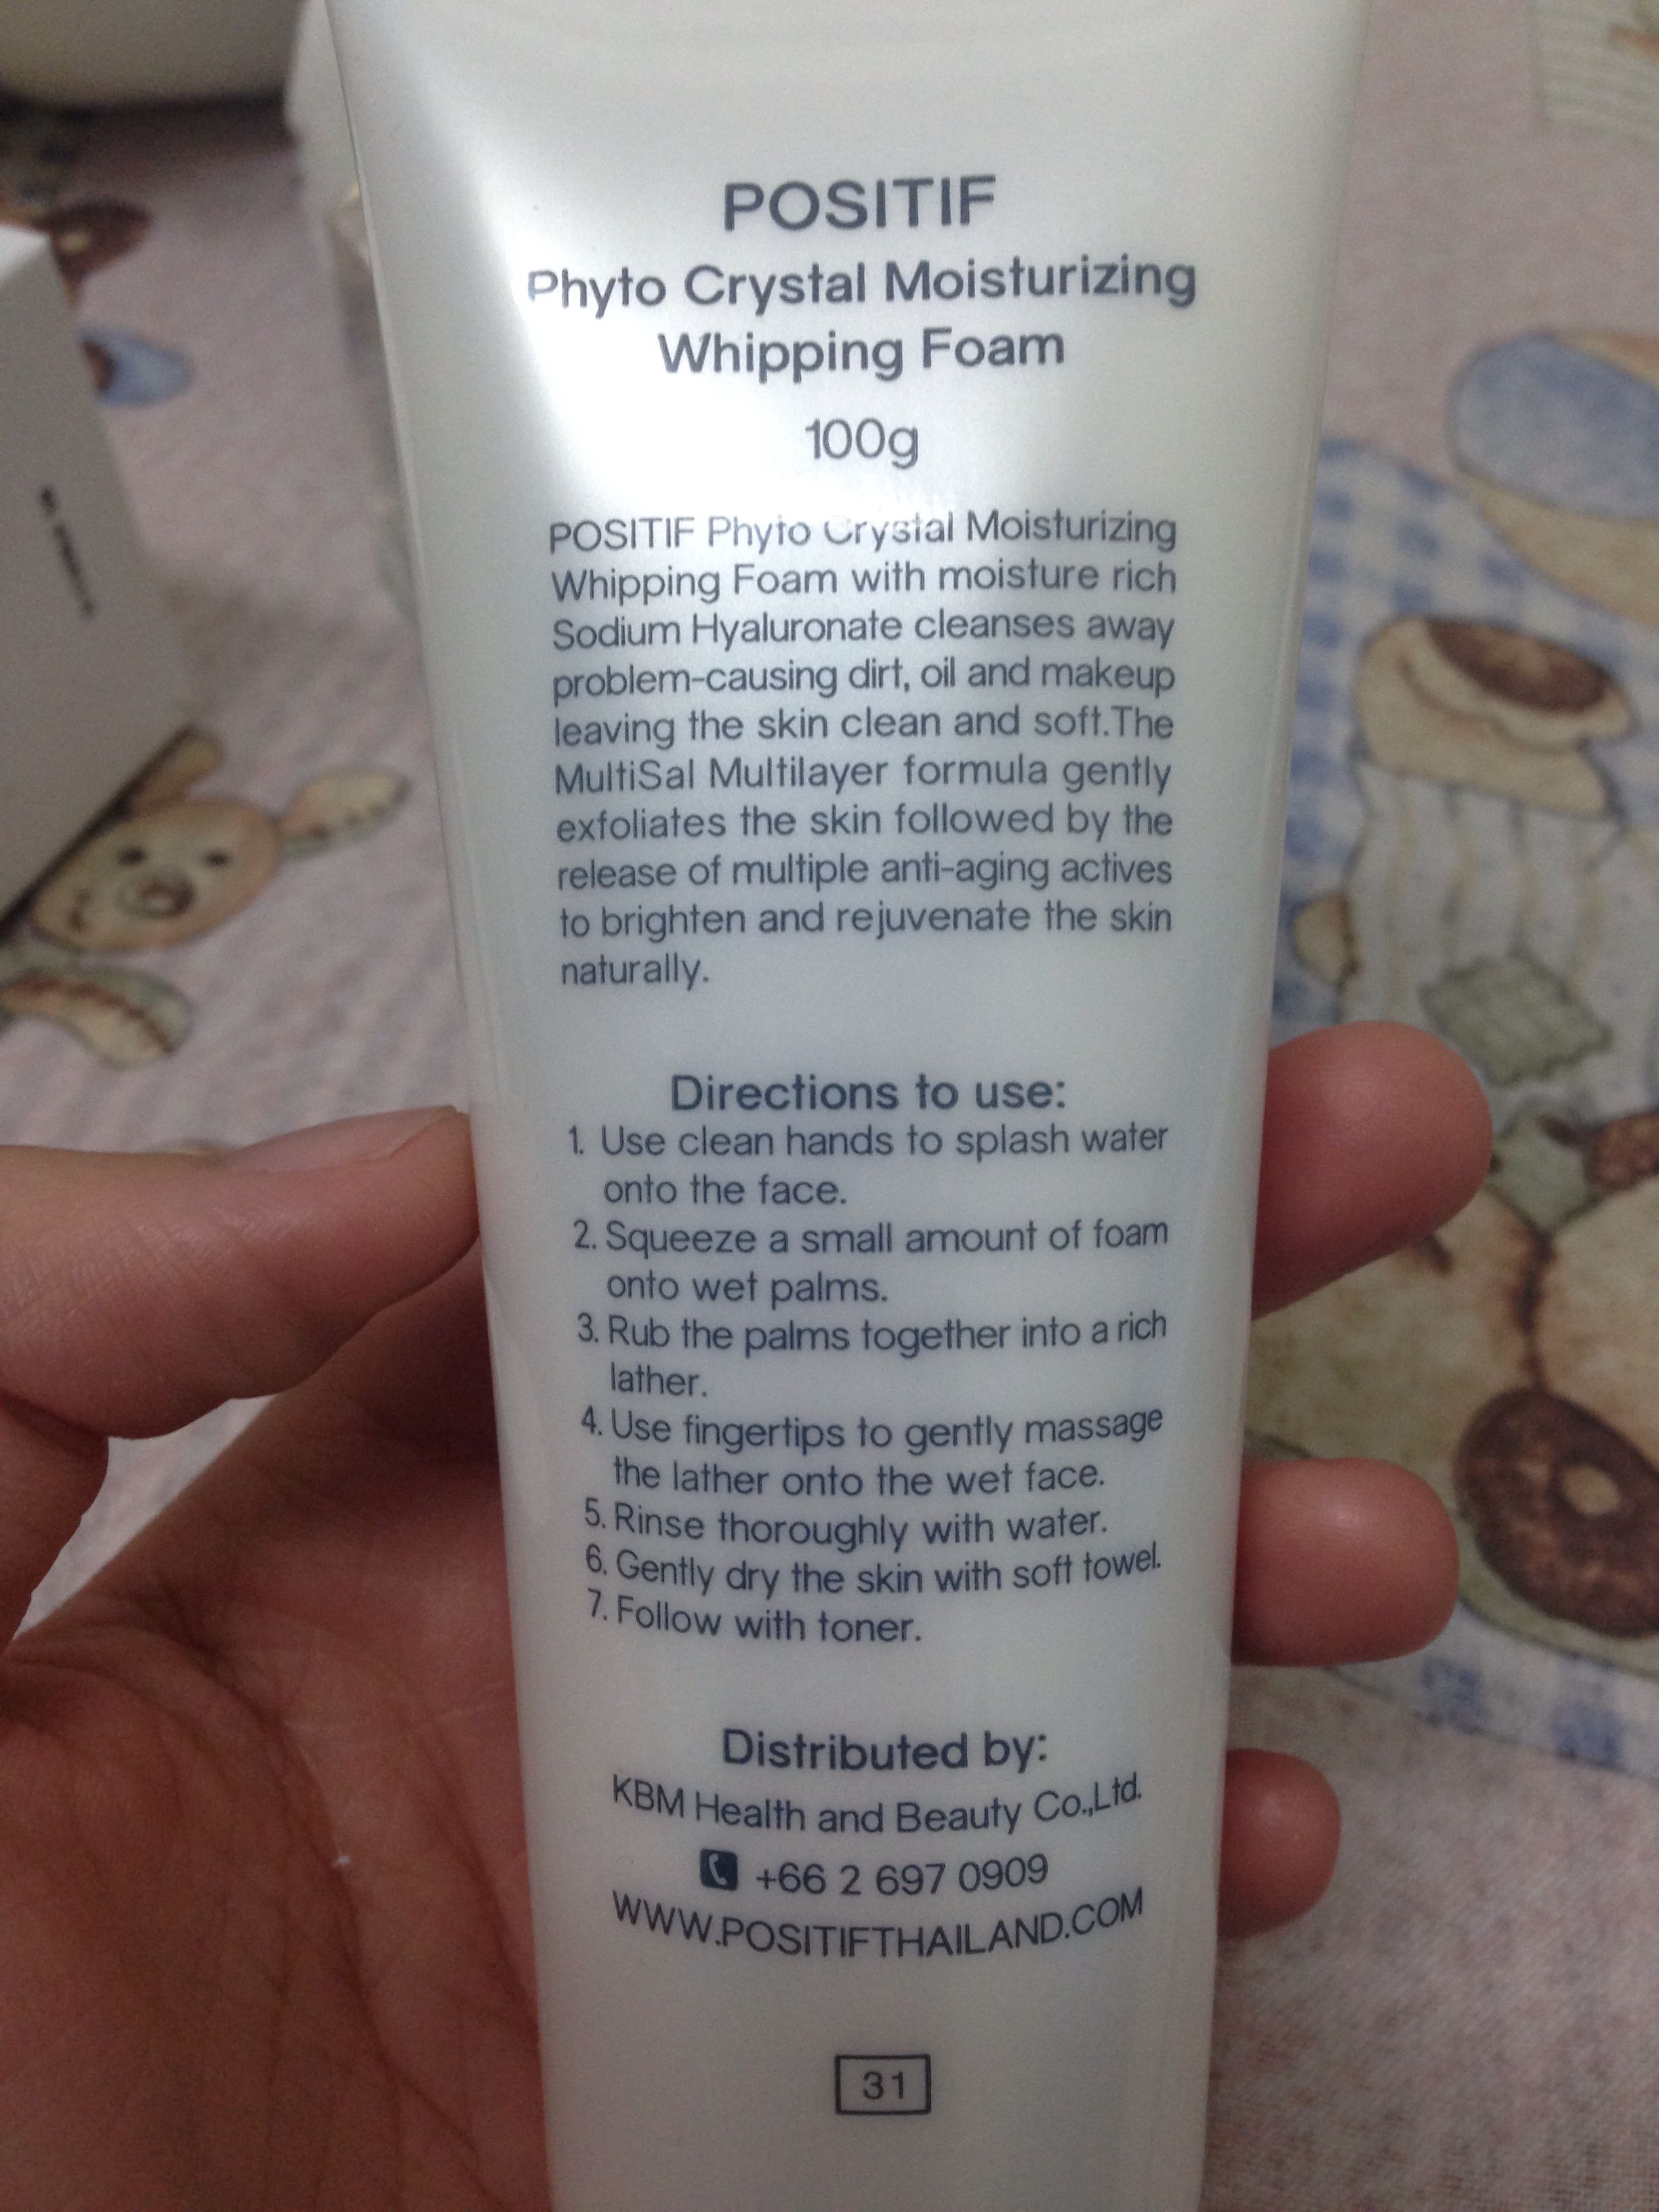 POSITIF
Phyto Crystal Moisturizing
Whipping Foam
100g
POSITIF Phyto Crystal Moisturizing
Whipping Foam with moisture rich
Sodium Hyaluronate cleanses away
problem-causing dirt, oil and makeup
leaving the skin clean and soft.The
MultiSal Multilayer formula gently
exfoliates the skin followed by the
release of multiple anti-aging actives
to brighten and rejuvenate the skin
naturally.
Directions to use:
1. Use clean hands to splash water
onto the face.
2. Squeeze a small amount of foam
onto wet palms.
3. Rub the palms together into a rich
lather.
4. Use fingertips to gently massage
the lather onto the wet face.
5. Rinse thoroughly with water.
6. Gently dry the skin with soft towel.
7. Follow with toner.
Distributed by:
KBM Health and Beauty Co.,Ltd.
+66 2 697 0909
WWW.POSITIFTHAILAND.COM
31